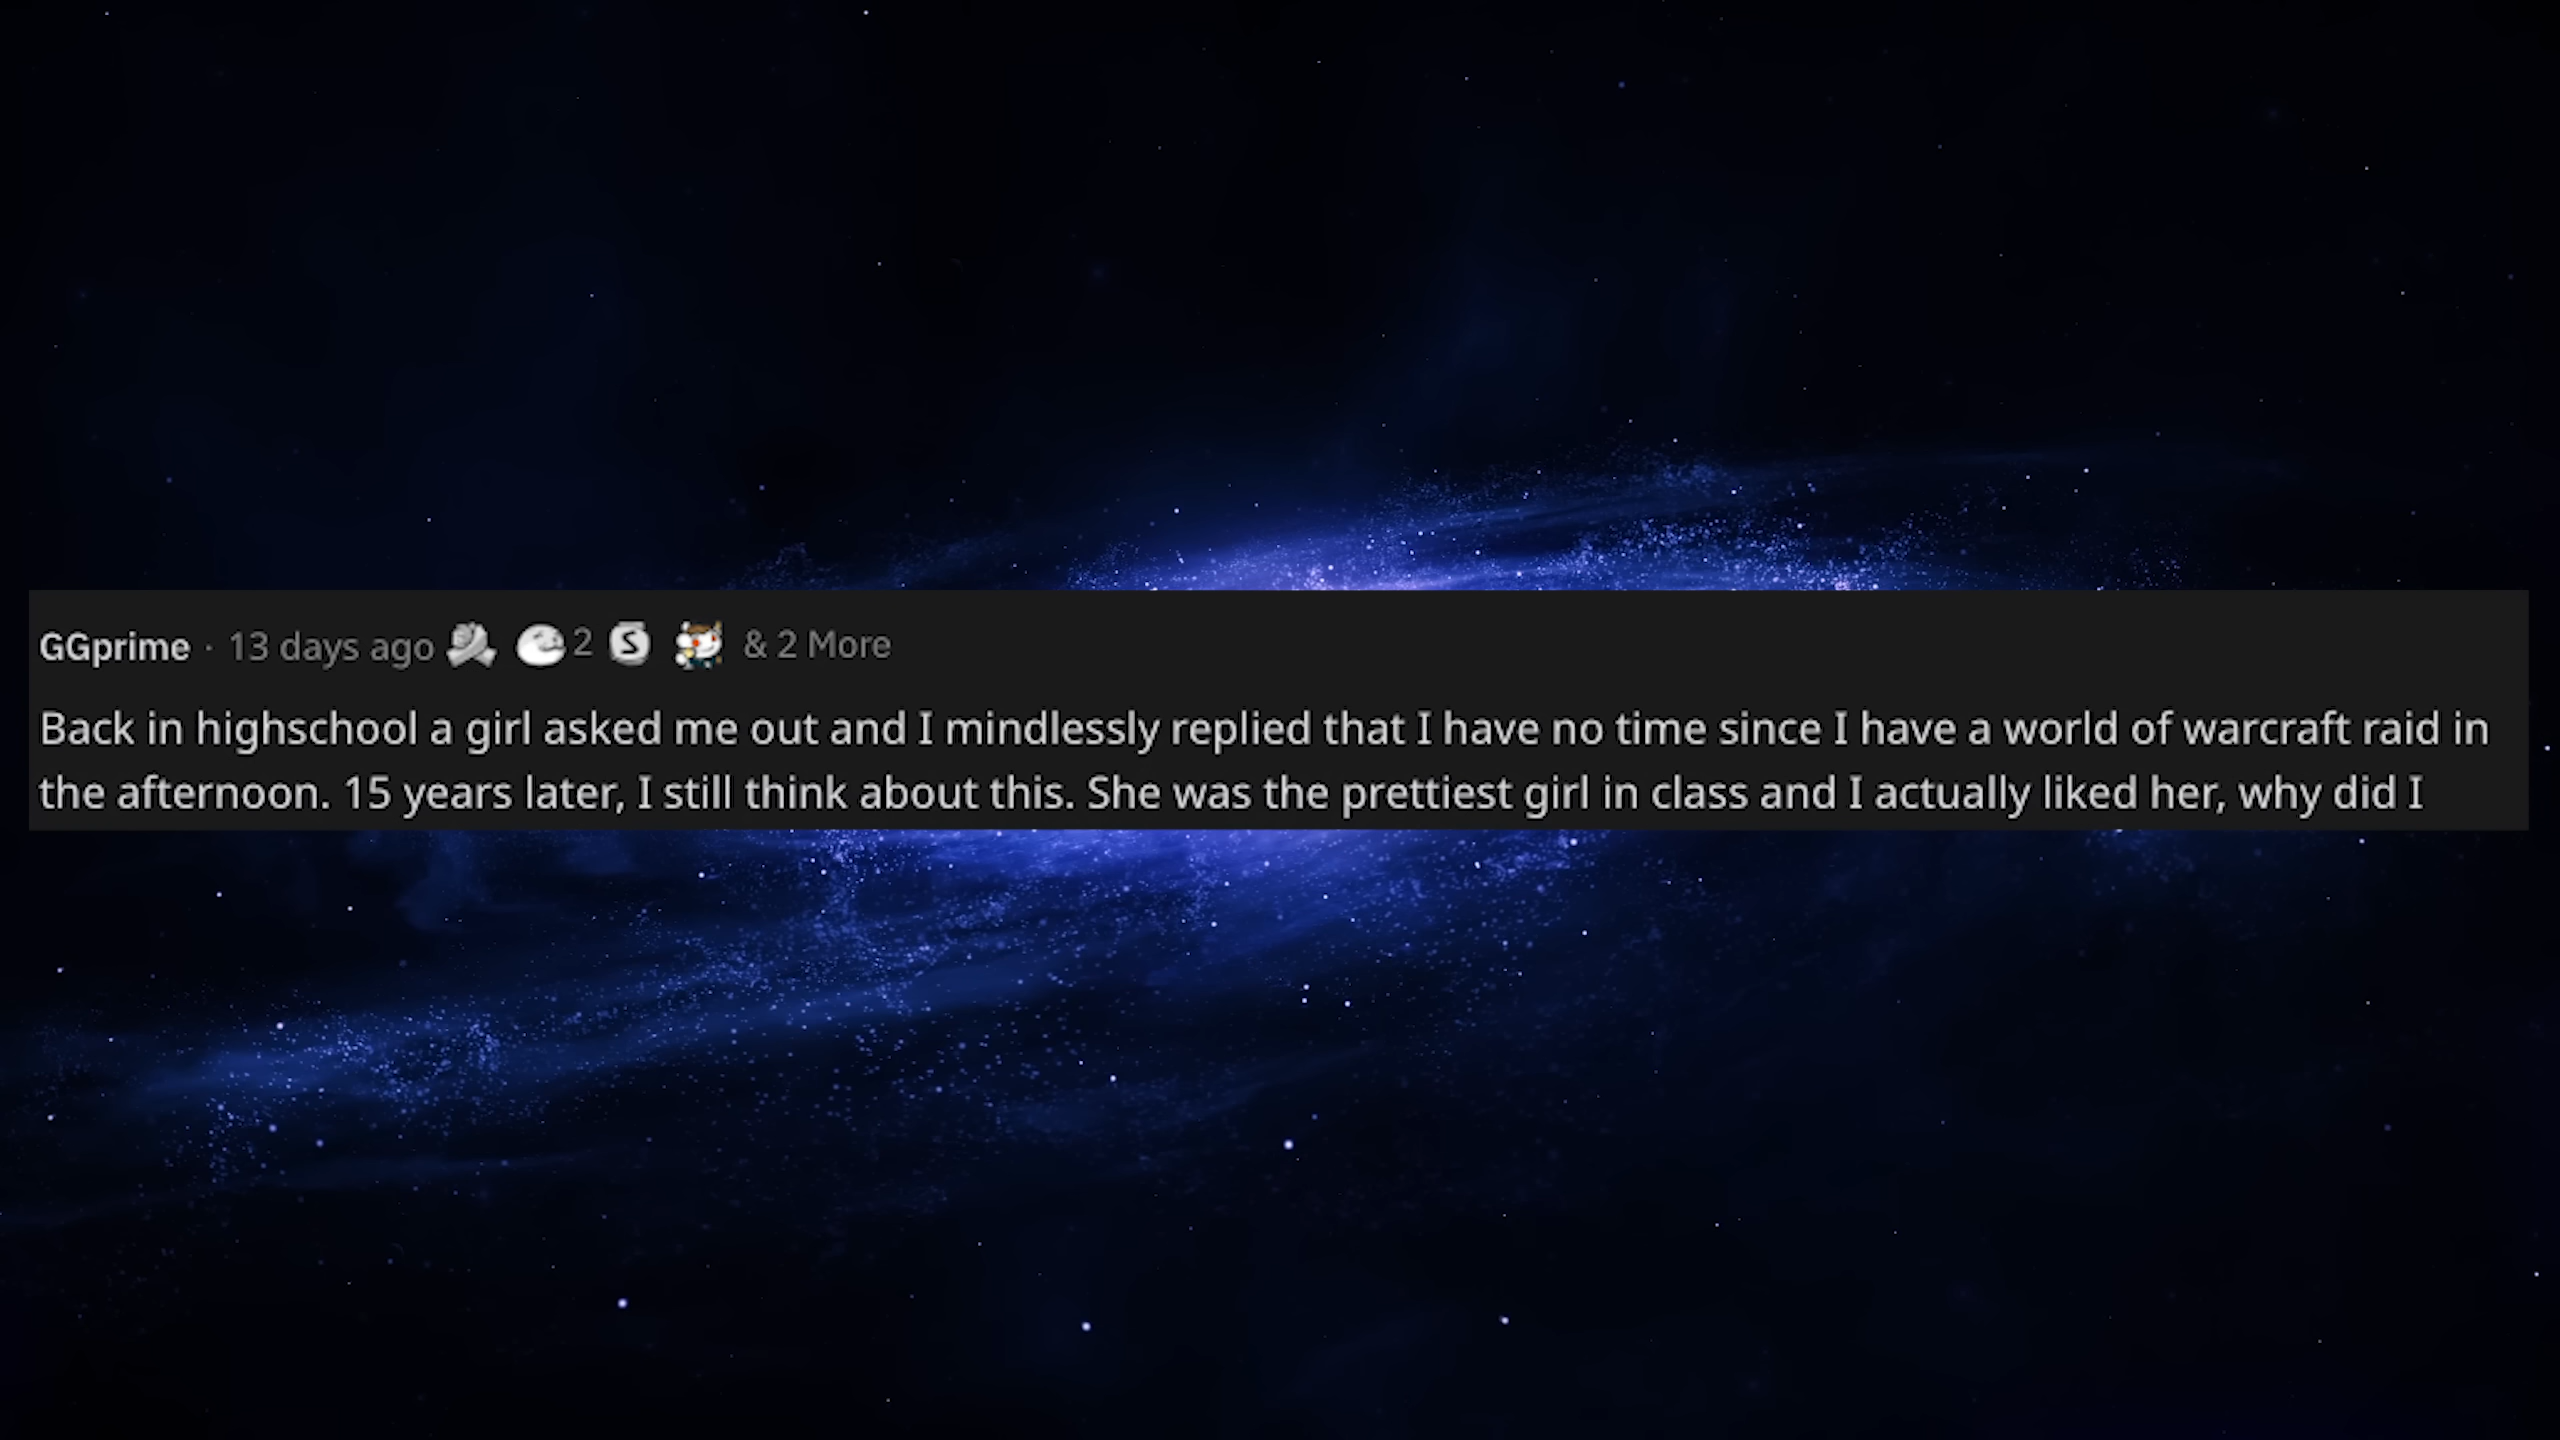 GGprime · 13 days ago 2 S & 2 More
Back in highschool a girl asked me out and I mindlessly replied that I have no time since I have a world of warcraft raid in
the afternoon. 15 years later, I still think about this. She was the prettiest girl in class and I actually liked her, why did I